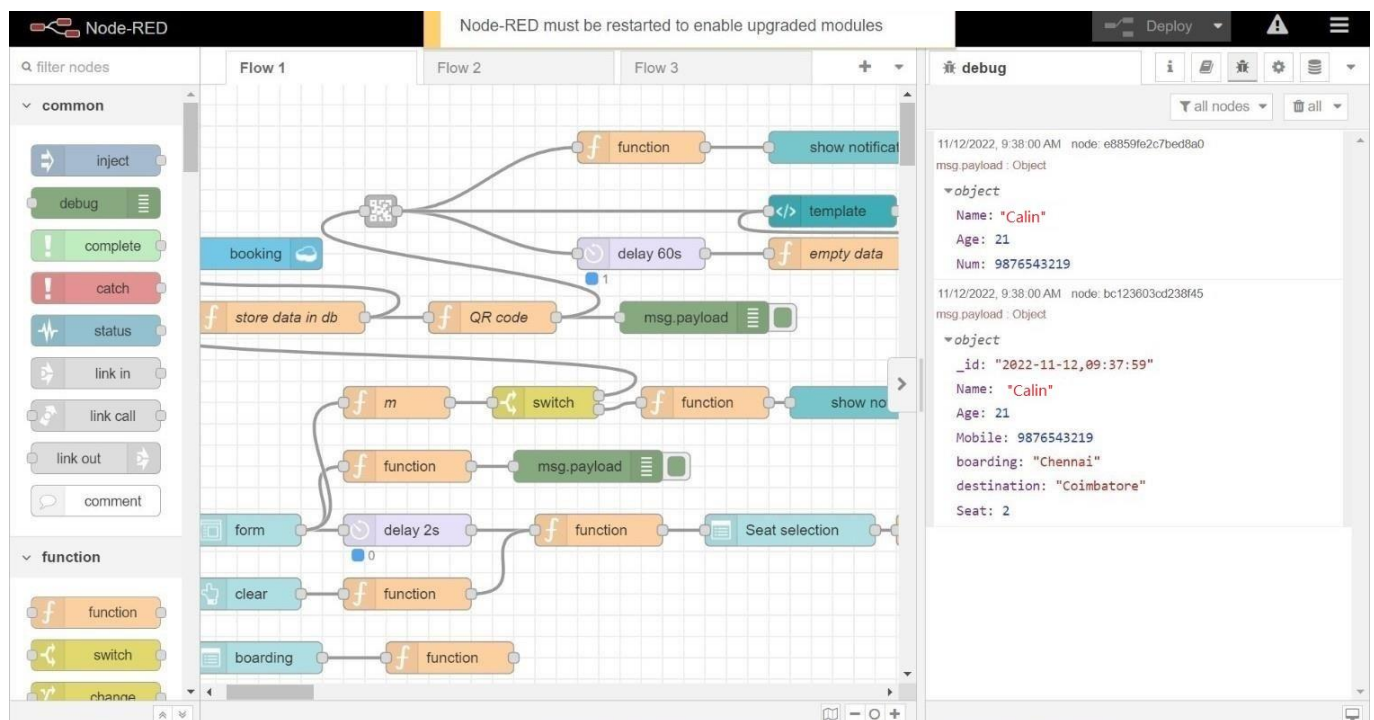 Node-RED
Node-RED must be restarted to enable upgraded modules
Deploy
filter nodes
common
inject
debug
complete
catch
status
link in
link call
link out
comment
function
function
switch
change
Flow 1
Flow 2
Flow 3
function
show notificat
template
booking
delay 60s
empty data
1
store data in db
QR code
msg.payload
m
switch
function
show no
function
msg.payload
form
delay 2s
function
Seat selection
0
clear
function
boarding
function
debug
all nodes
all
11/12/2022, 9:38:00 AM node: e8859fe2c7bed8a0
msg.payload : Object
object
Name: "Calin"
Age: 21
Num: 9876543219
11/12/2022, 9:38:00 AM node: bc123603cd238f45
msg.payload : Object
object
_id: "2022-11-12,09:37:59"
Name: "Calin"
Age: 21
Mobile: 9876543219
boarding: "Chennai"
destination: "Coimbatore"
Seat: 2